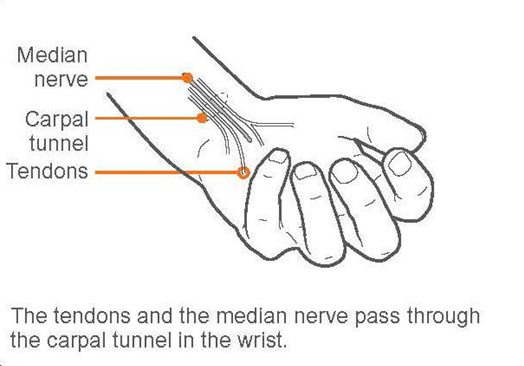 Median
nerve
Carpal
tunnel
Tendons
The tendons and the median nerve pass through
the carpal tunnel in the wrist.